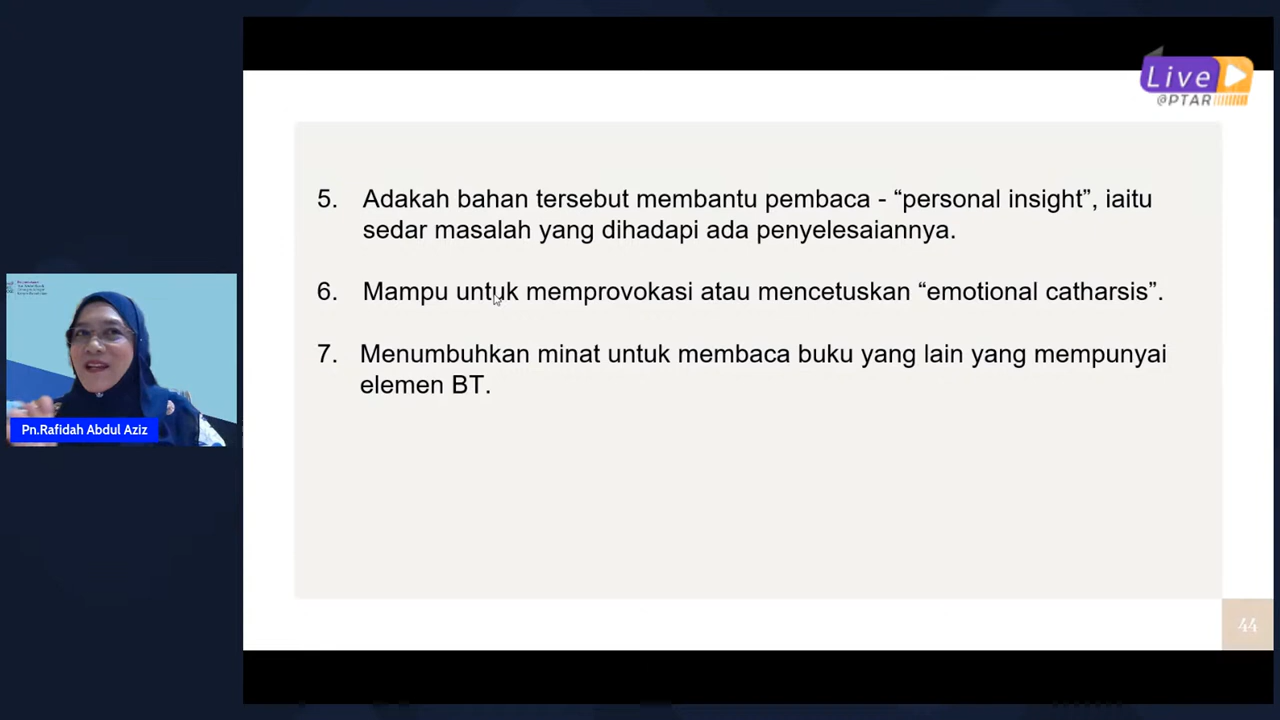 Live
@PTAR
5. Adakah bahan tersebut membantu pembaca - “personal insight”, iaitu
sedar masalah yang dihadapi ada penyelesaiannya.
6. Mampu untuk memprovokasi atau mencetuskan “emotional catharsis”.
7. Menumbuhkan minat untuk membaca buku yang lain yang mempunyai
elemen BT.
Pn.Rafidah Abdul Aziz
44